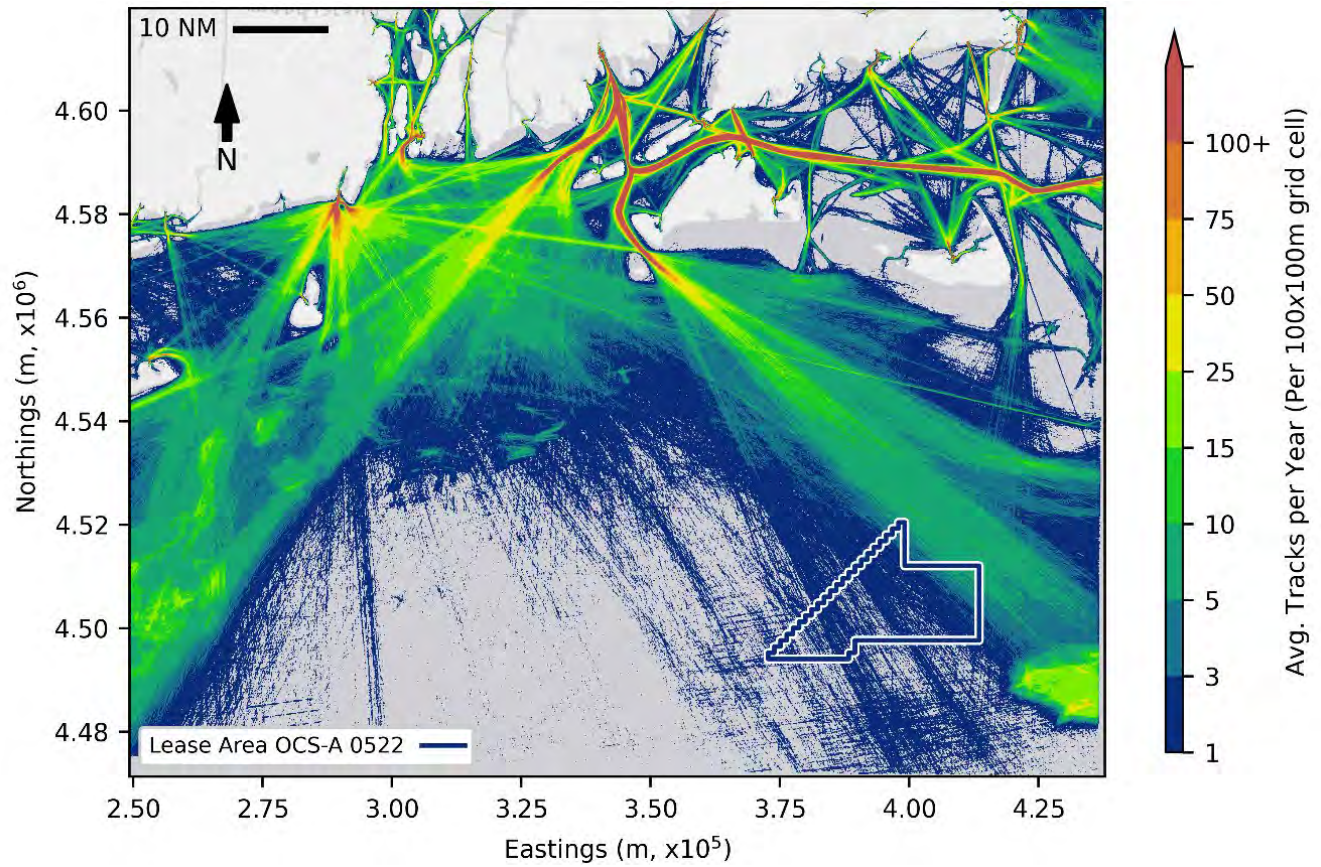 10 NM
N
4.60
4.58
4.56
4.54
4.52
4.50
4.48
Northings (m, x10⁶)
Lease Area OCS-A 0522
2.50 2.75 3.00 3.25 3.50 3.75 4.00 4.25
Eastings (m, x10⁵)
100+
75
50
25
15
10
5
3
1
Avg. Tracks per Year (Per 100x100m grid cell)